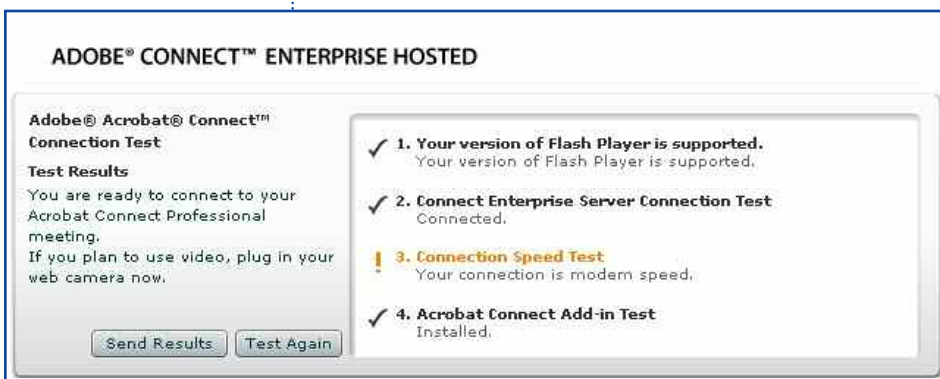 ADOBE® CONNECT™ ENTERPRISE HOSTED
Adobe® Acrobat® Connect™
Connection Test
Test Results
You are ready to connect to your
Acrobat Connect Professional
meeting.
If you plan to use video, plug in your
web camera now.
Send Results
Test Again
1. Your version of Flash Player is supported.
Your version of Flash Player is supported.
2. Connect Enterprise Server Connection Test
Connected.
3. Connection Speed Test
Your connection is modem speed.
4. Acrobat Connect Add-in Test
Installed.